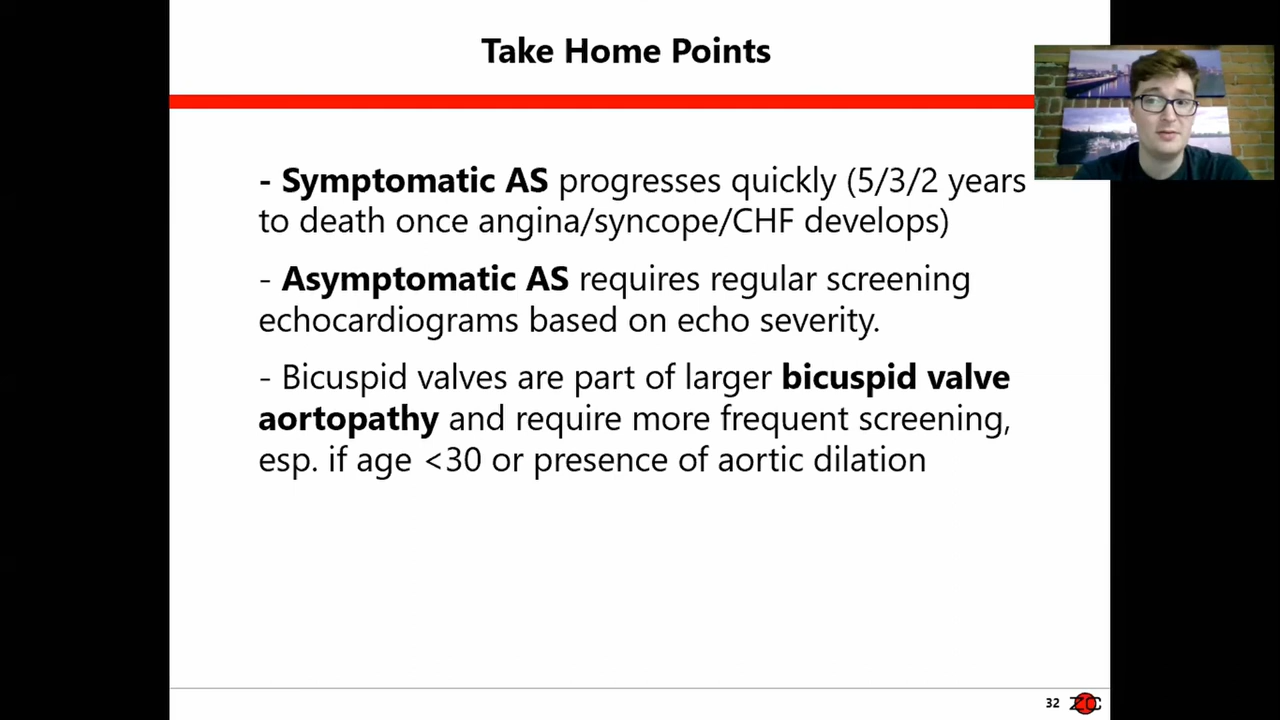 Take Home Points
- Symptomatic AS progresses quickly (5/3/2 years
to death once angina/syncope/CHF develops)
- Asymptomatic AS requires regular screening
echocardiograms based on echo severity.
- Bicuspid valves are part of larger bicuspid valve
aortopathy and require more frequent screening,
esp. if age <30 or presence of aortic dilation
32 ZC